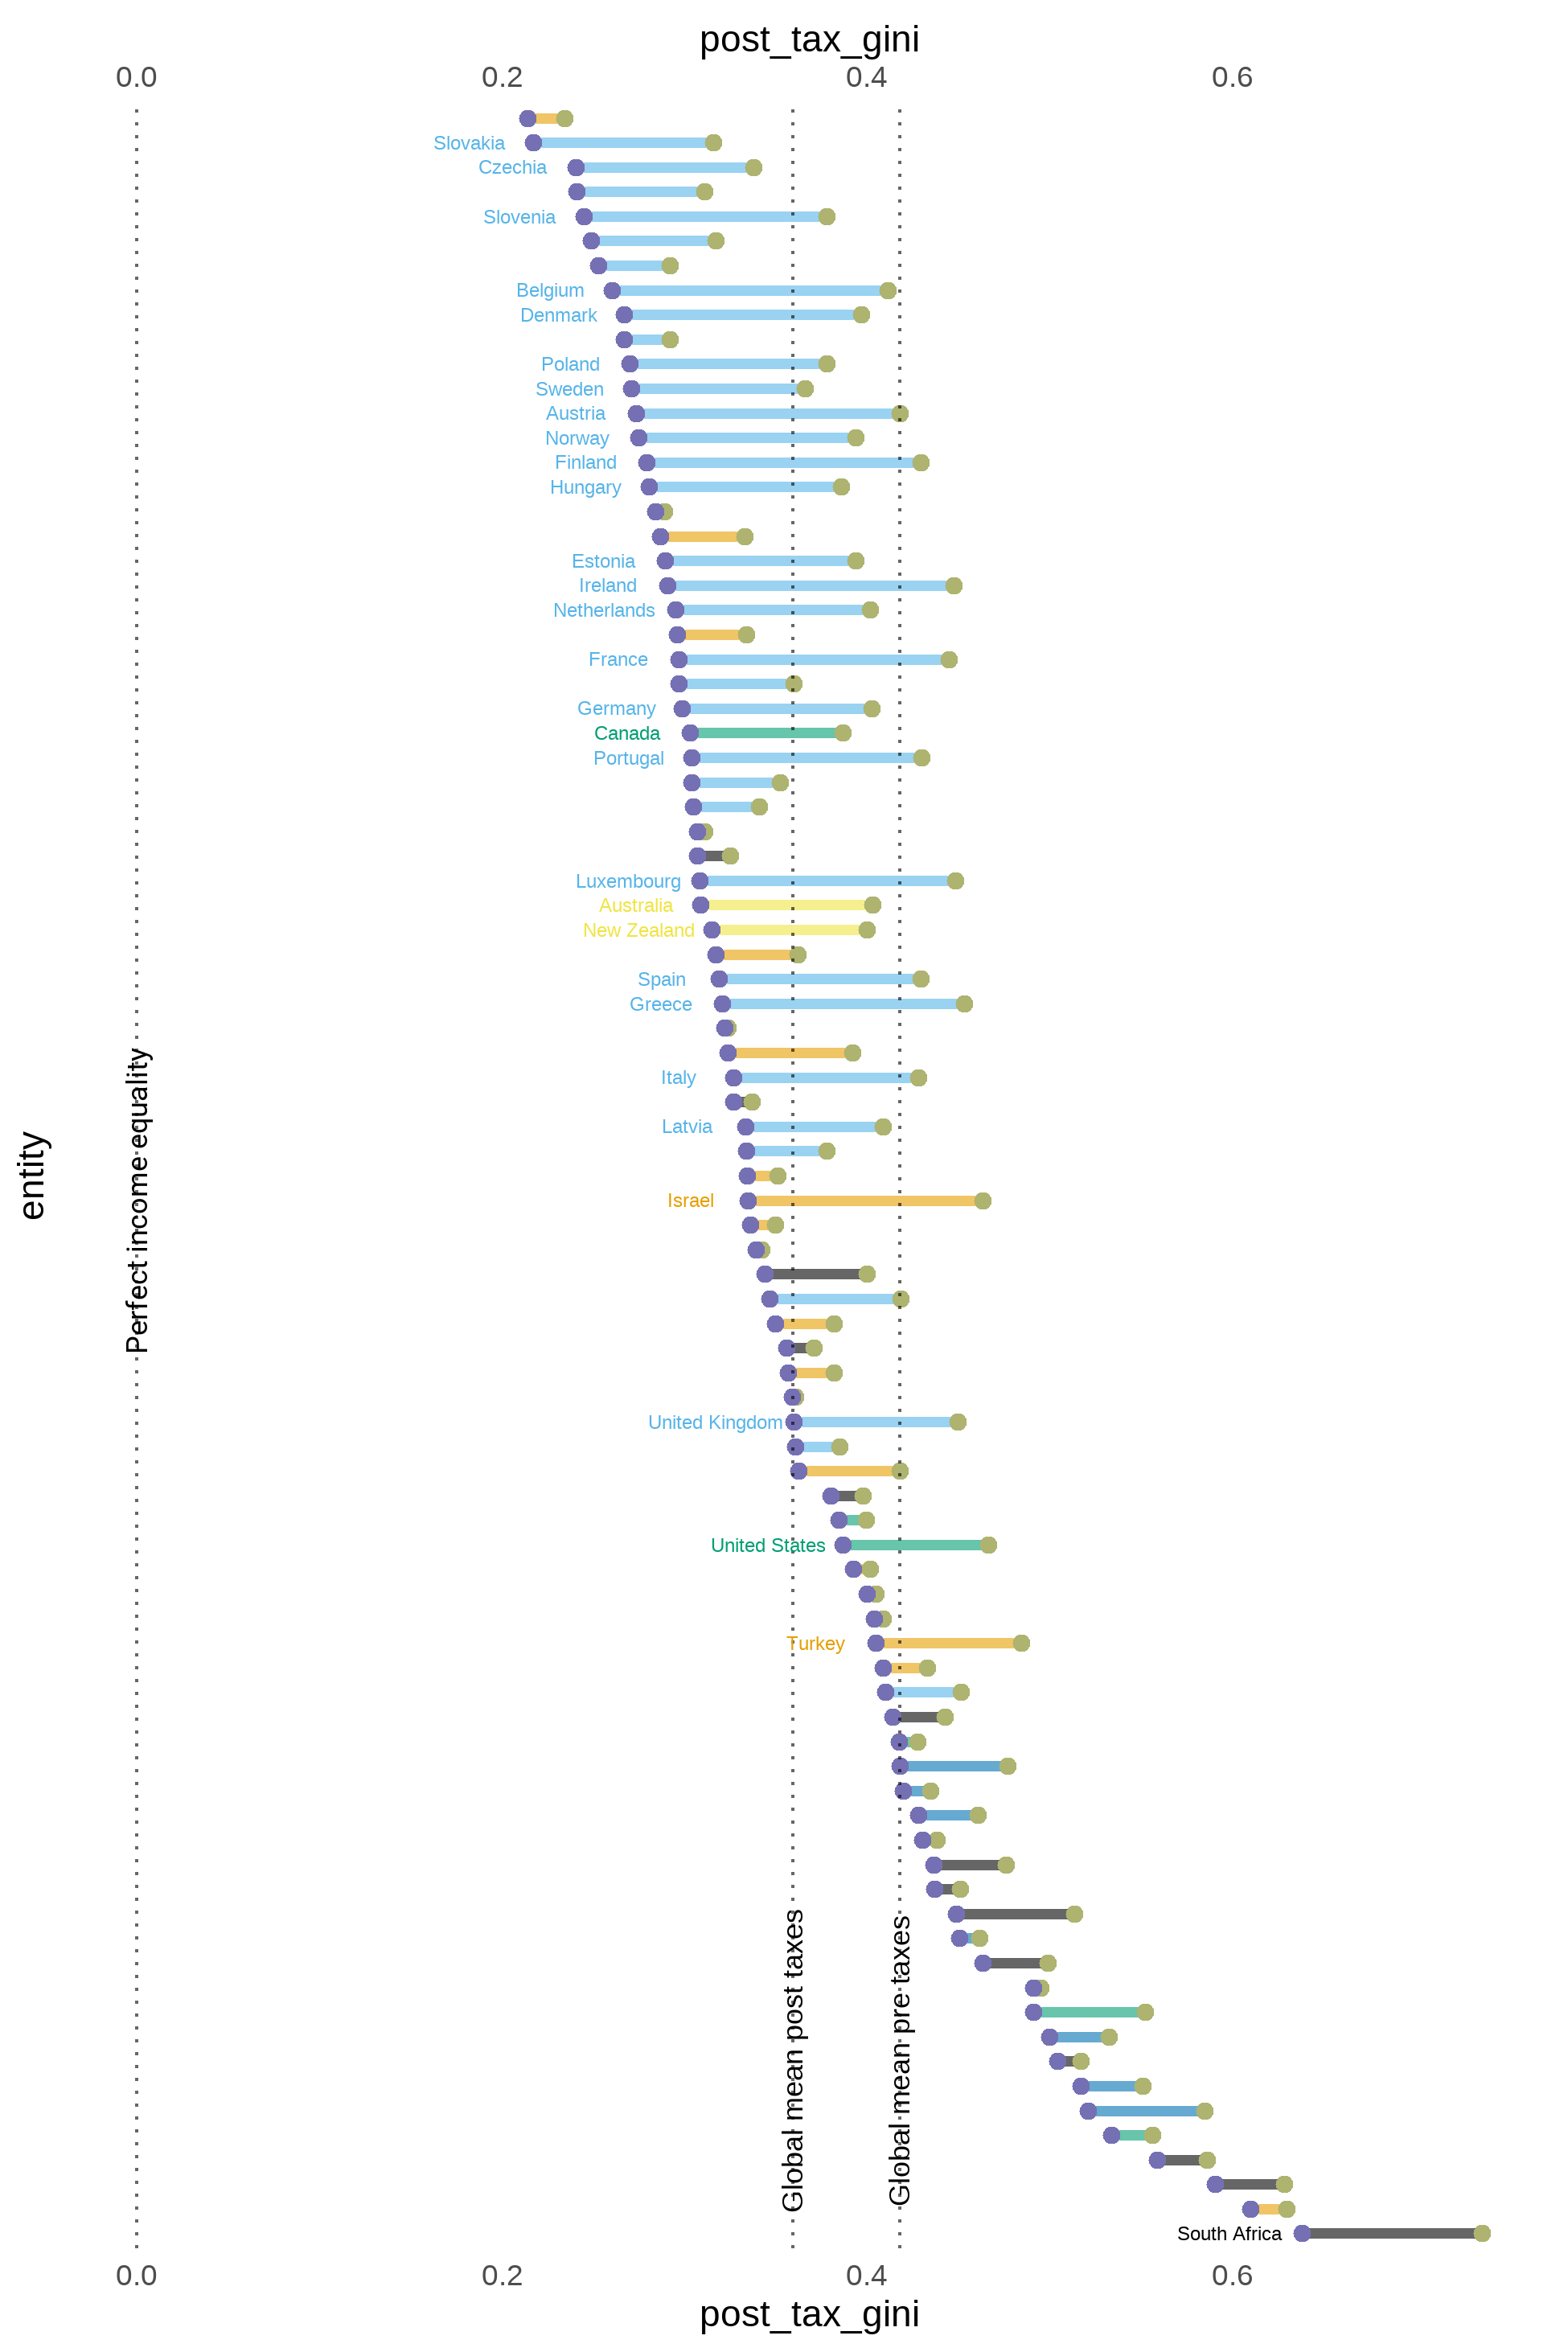 post_tax_gini
0.0 0.2 0.4 0.6
Slovakia
Czechia
Slovenia
Belgium
Denmark
Poland
Sweden
Austria
Norway
Finland
Hungary
Estonia
Ireland
Netherlands
France
Germany
Canada
Portugal
Luxembourg
Australia
New Zealand
Spain
Greece
Italy
Latvia
Israel
United Kingdom
United States
Turkey
South Africa
entity
Perfect income equality
Global mean post taxes
Global mean pre taxes
0.0 0.2 0.4 0.6
post_tax_gini